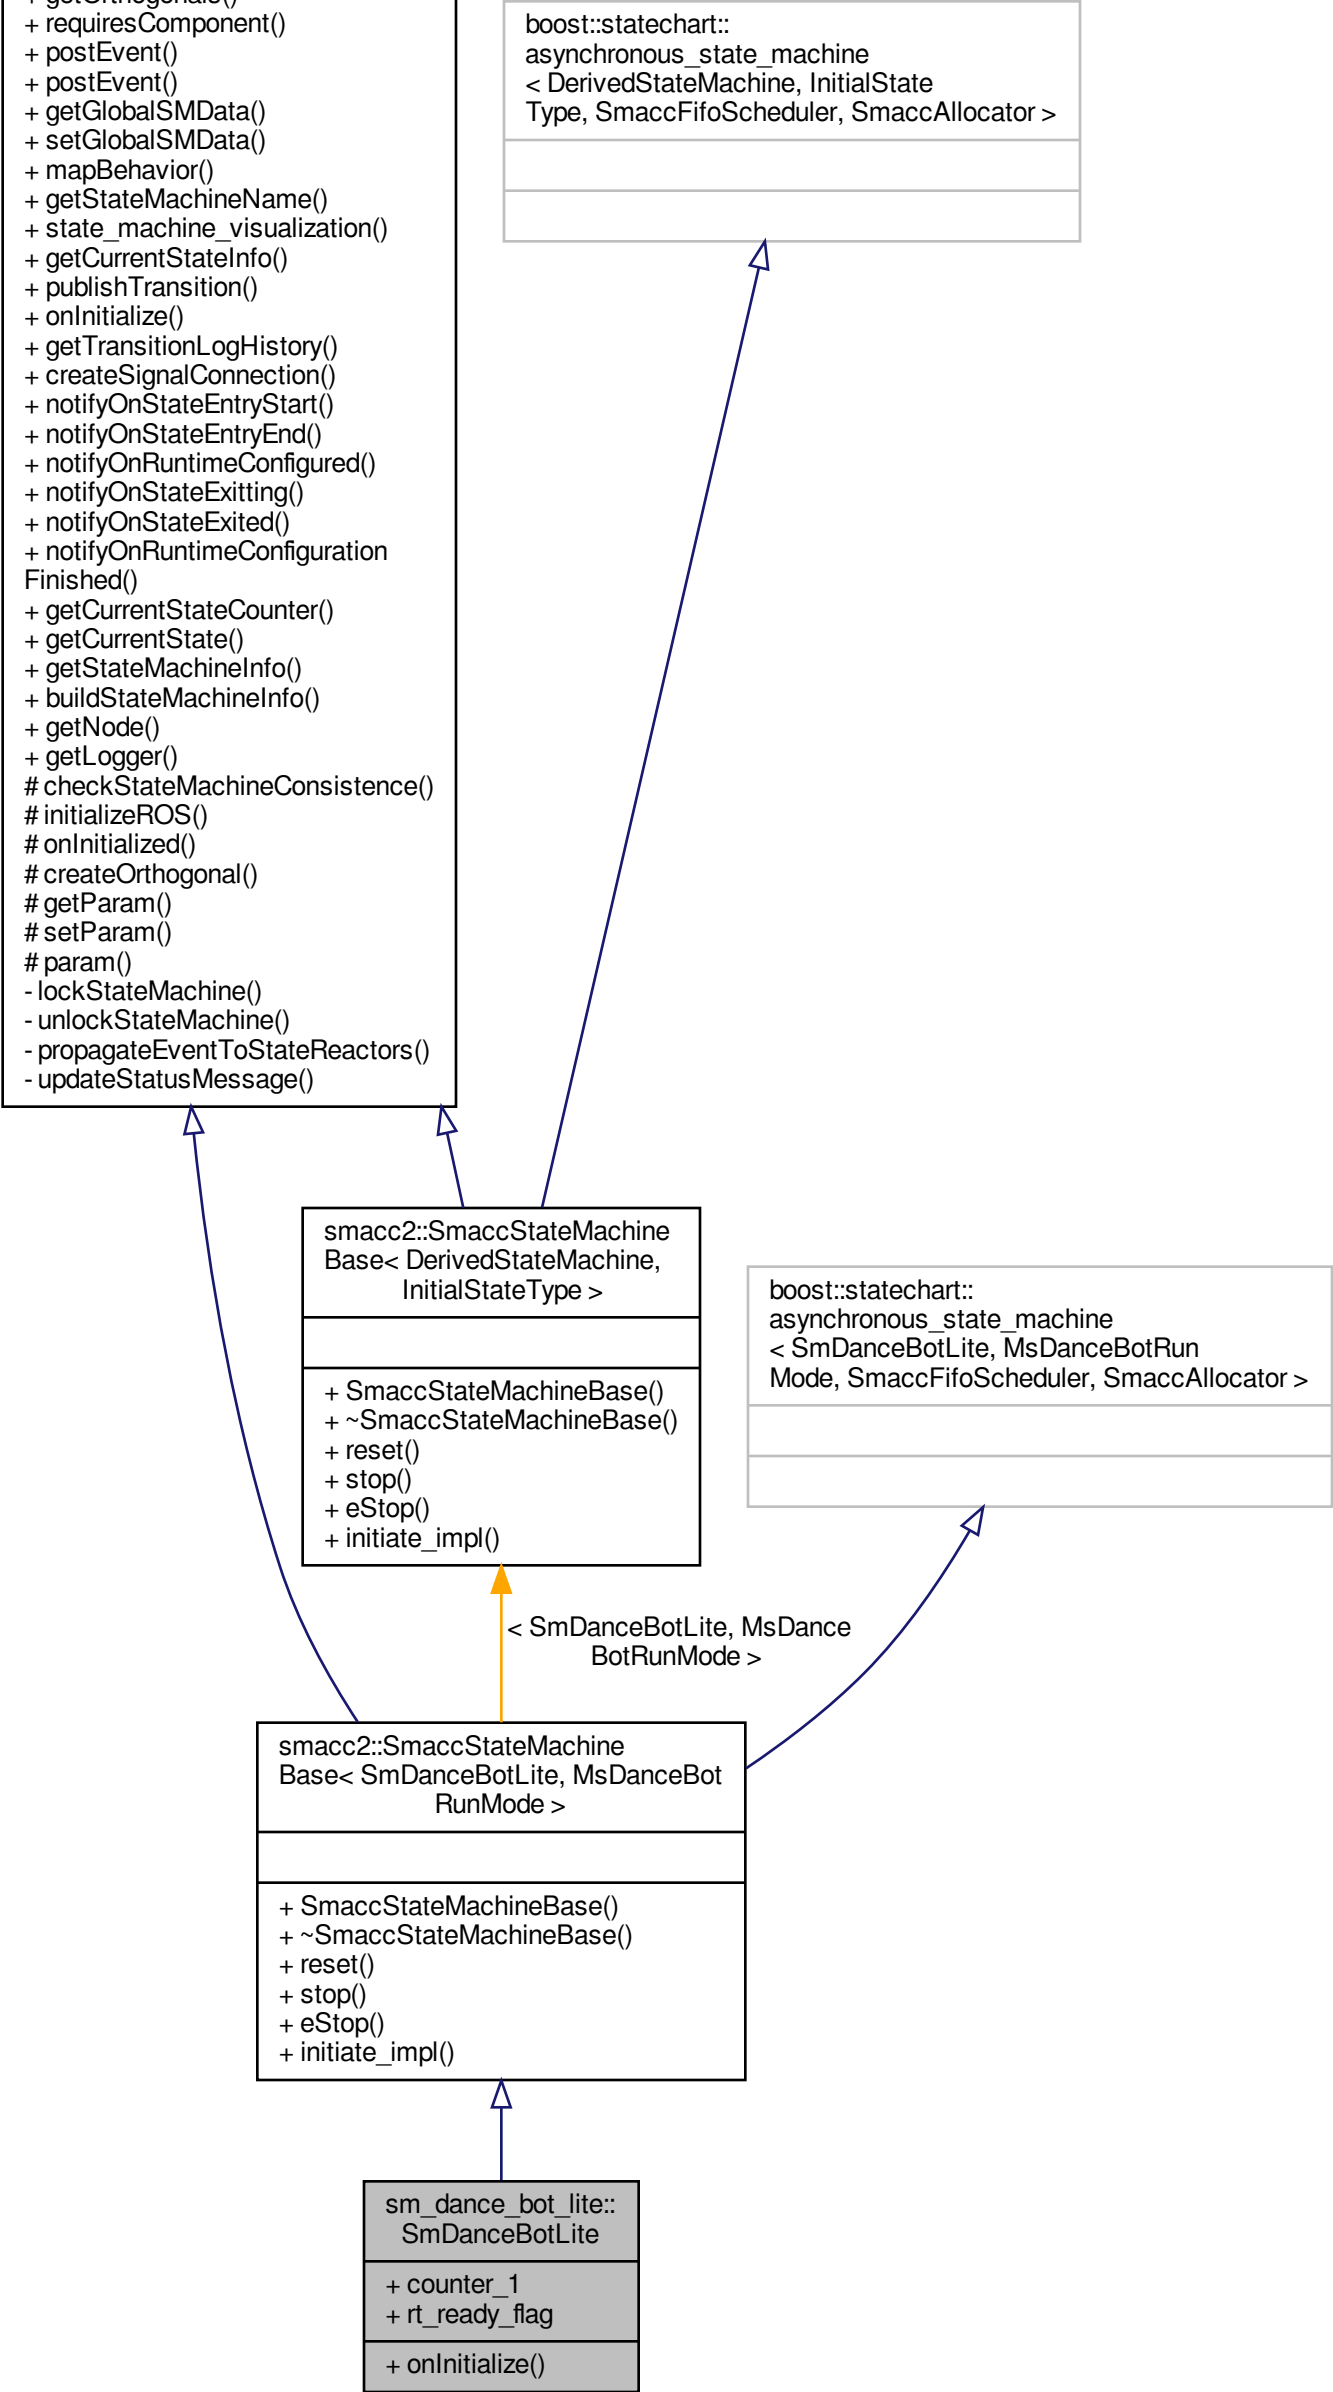 + requiresComponent()
+ postEvent()
+ postEvent()
+ getGlobalSMData()
+ setGlobalSMData()
+ mapBehavior()
+ getStateMachineName()
+ state_machine_visualization()
+ getCurrentStateInfo()
+ publishTransition()
+ onInitialize()
+ getTransitionLogHistory()
+ createSignalConnection()
+ notifyOnStateEntryStart()
+ notifyOnStateEntryEnd()
+ notifyOnRuntimeConfigured()
+ notifyOnStateExitting()
+ notifyOnStateExited()
+ notifyOnRuntimeConfiguration
Finished()
+ getCurrentStateCounter()
+ getCurrentState()
+ getStateMachineInfo()
+ buildStateMachineInfo()
+ getNode()
+ getLogger()
# checkStateMachineConsistence()
# initializeROS()
# onInitialized()
# createOrthogonal()
# getParam()
# setParam()
# param()
- lockStateMachine()
- unlockStateMachine()
- propagateEventToStateReactors()
- updateStatusMessage()
boost::statechart::
asynchronous_state_machine
< DerivedStateMachine, InitialState
Type, SmaccFifoScheduler, SmaccAllocator >
smacc2::SmaccStateMachine
Base< DerivedStateMachine,
InitialStateType >
+ SmaccStateMachineBase()
+ ~SmaccStateMachineBase()
+ reset()
+ stop()
+ eStop()
+ initiate_impl()
boost::statechart::
asynchronous_state_machine
< SmDanceBotLite, MsDanceBotRun
Mode, SmaccFifoScheduler, SmaccAllocator >
< SmDanceBotLite, MsDance
BotRunMode >
smacc2::SmaccStateMachine
Base< SmDanceBotLite, MsDanceBot
RunMode >
+ SmaccStateMachineBase()
+ ~SmaccStateMachineBase()
+ reset()
+ stop()
+ eStop()
+ initiate_impl()
sm_dance_bot_lite::
SmDanceBotLite
+ counter_1
+ rt_ready_flag
+ onInitialize()